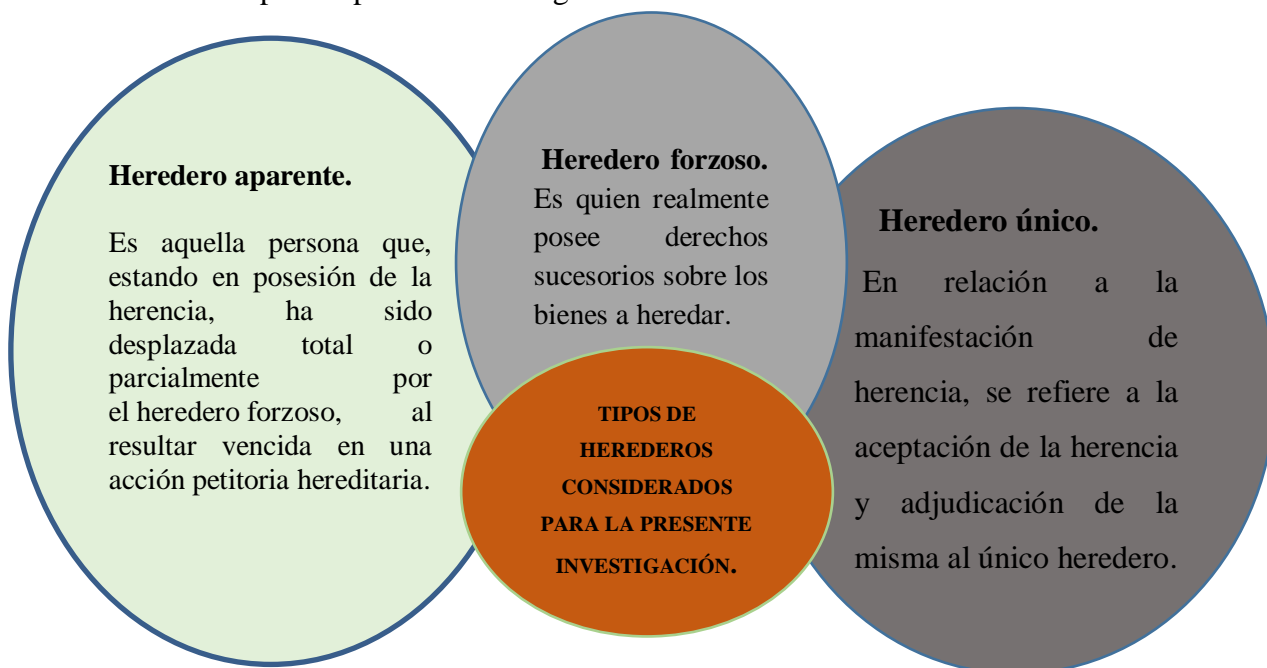 Heredero aparente.
Es aquella persona que,
estando en posesión de la
herencia, ha sido
desplazada total o
parcialmente por
el heredero forzoso, al
resultar vencida en una
acción petitoria hereditaria.
Heredero forzoso.
Es quien realmente
posee derechos
sucesorios sobre los
bienes a heredar.
TIPOS DE
HEREDEROS
CONSIDERADOS
PARA LA PRESENTE
INVESTIGACIÓN.
Heredero único.
En relación a la
manifestación de
herencia, se refiere a la
aceptación de la herencia
y adjudicación de la
misma al único heredero.